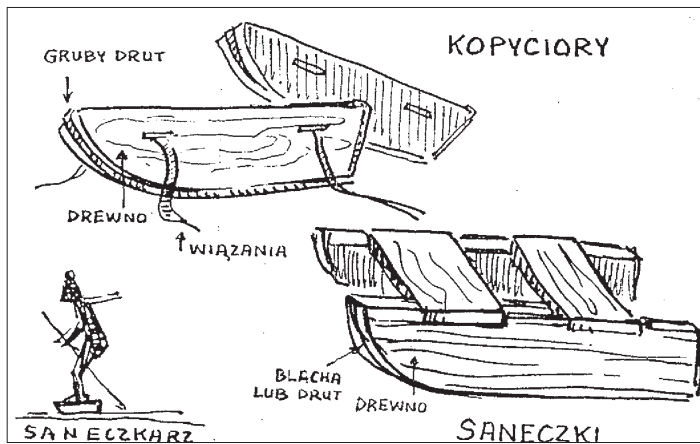 KOPYCIORY
GRUBY DRUT
DREWNO
WIĄZANIA
BLACHA
LUB DRUT
DREWNO
SANECZKARZ
SANECZKI